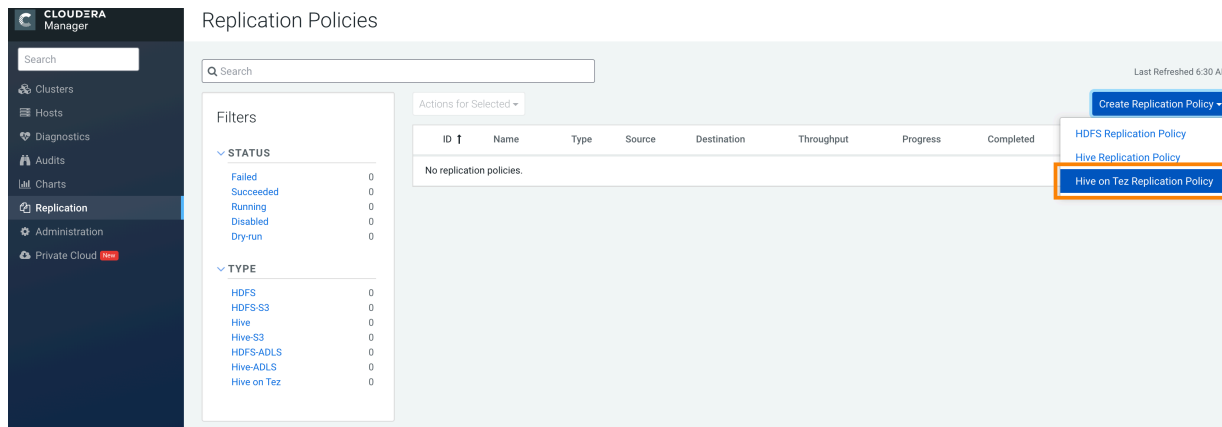 CLOUDERA
Manager
Replication Policies
Search
Clusters
Hosts
Diagnostics
Audits
Charts
Replication
Administration
Private Cloud New
Search
Last Refreshed 6:30 A
Filters
STATUS
Failed 0
Succeeded 0
Running 0
Disabled 0
Dry-run 0
TYPE
HDFS 0
HDFS-S3 0
Hive 0
Hive-S3 0
HDFS-ADLS 0
Hive-ADLS 0
Hive on Tez 0
Actions for Selected
Create Replication Policy
ID Name Type Source Destination Throughput Progress Completed
No replication policies.
HDFS Replication Policy
Hive Replication Policy
Hive on Tez Replication Policy